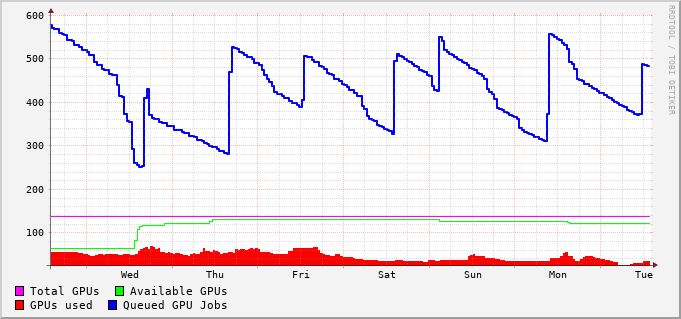 600
500
400
300
200
100
Wed Thu Fri Sat Sun Mon Tue
Total GPUs Available GPUs
GPUs used Queued GPU Jobs
RRDTOOL / TOBI OETIKER